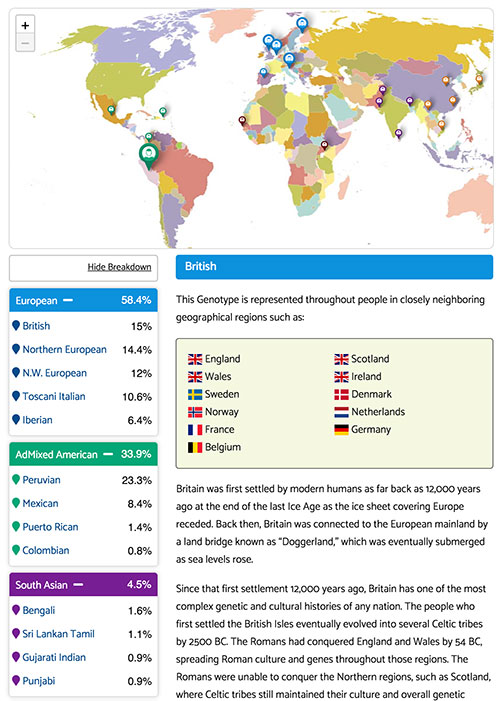 +
−
Hide Breakdown
European − 58.4%
British 15%
Northern European 14.4%
N.W. European 12%
Toscani Italian 10.6%
Iberian 6.4%
AdMixed American − 33.9%
Peruvian 23.3%
Mexican 8.4%
Puerto Rican 1.4%
Colombian 0.8%
South Asian − 4.5%
Bengali 1.6%
Sri Lankan Tamil 1.1%
Gujarati Indian 0.9%
Punjabi 0.9%
British
This Genotype is represented throughout people in closely neighboring
geographical regions such as:
England
Scotland
Wales
Ireland
Sweden
Denmark
Norway
Netherlands
France
Germany
Belgium
Britain was first settled by modern humans as far back as 12,000 years
ago at the end of the last Ice Age as the ice sheet covering Europe
receded. Back then, Britain was connected to the European mainland by
a land bridge known as “Doggerland,” which was eventually submerged
as sea levels rose.
Since that first settlement 12,000 years ago, Britain has one of the most
complex genetic and cultural histories of any nation. The people who
first settled the British Isles eventually evolved into several Celtic tribes
by 2500 BC. The Romans had conquered England and Wales by 54 BC,
spreading Roman culture and genes throughout those regions. The
Romans were unable to conquer the Northern regions, such as Scotland,
where Celtic tribes still maintained their culture and overall genetic